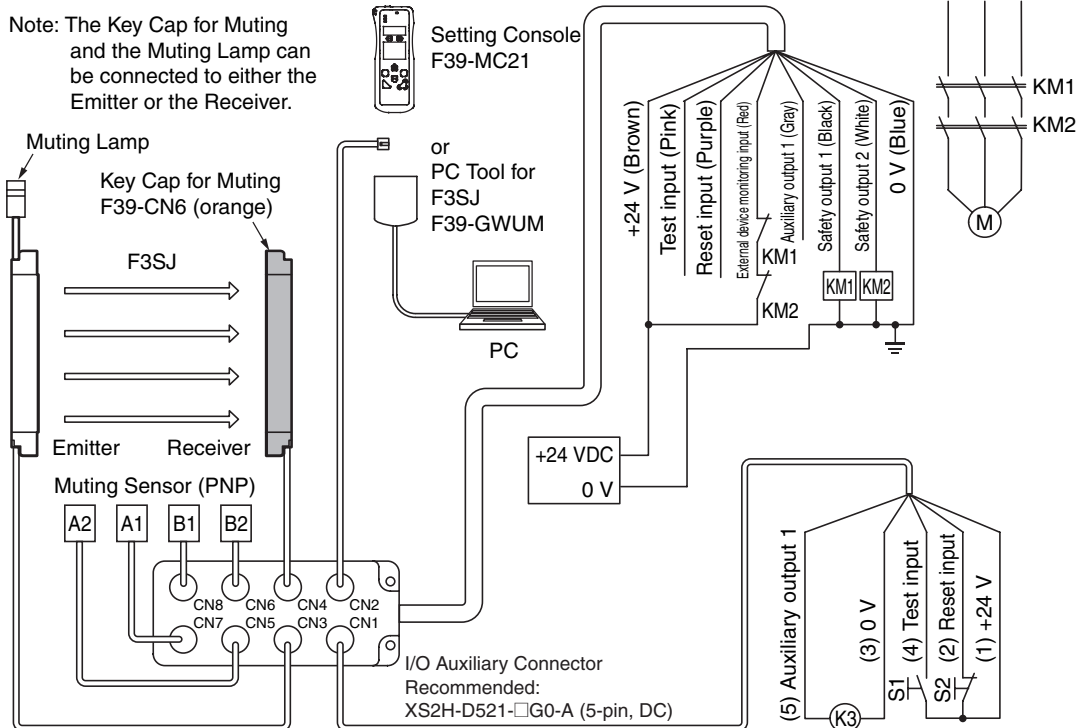 Note: The Key Cap for Muting
and the Muting Lamp can
be connected to either the
Emitter or the Receiver.
Setting Console
F39-MC21
or
PC Tool for
F3SJ
F39-GWUM
PC
Muting Lamp
Key Cap for Muting
F39-CN6 (orange)
F3SJ
Emitter
Receiver
Muting Sensor (PNP)
A2
A1
B1
B2
CN8
CN6
CN4
CN2
CN7
CN5
CN3
CN1
I/O Auxiliary Connector
Recommended:
XS2H-D521-□G0-A (5-pin, DC)
+24 V (Brown)
Test input (Pink)
Reset input (Purple)
External device monitoring input (Red)
Auxiliary output 1 (Gray)
Safety output 1 (Black)
Safety output 2 (White)
0 V (Blue)
KM1
KM2
KM1
KM2
KM1
KM2
M
+24 VDC
0 V
(5) Auxiliary output 1
(3) 0 V
(4) Test input
(2) Reset input
(1) +24 V
S1
S2
K3